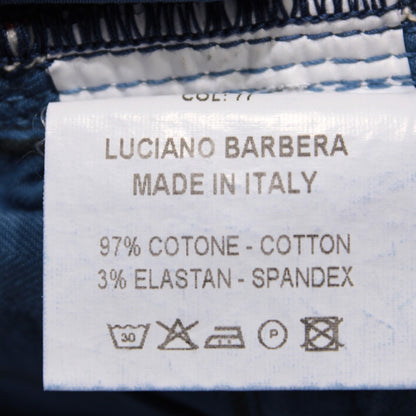 COL: 77
LUCIANO BARBERA
MADE IN ITALY
97% COTONE - COTTON
3% ELASTAN - SPANDEX
30 P